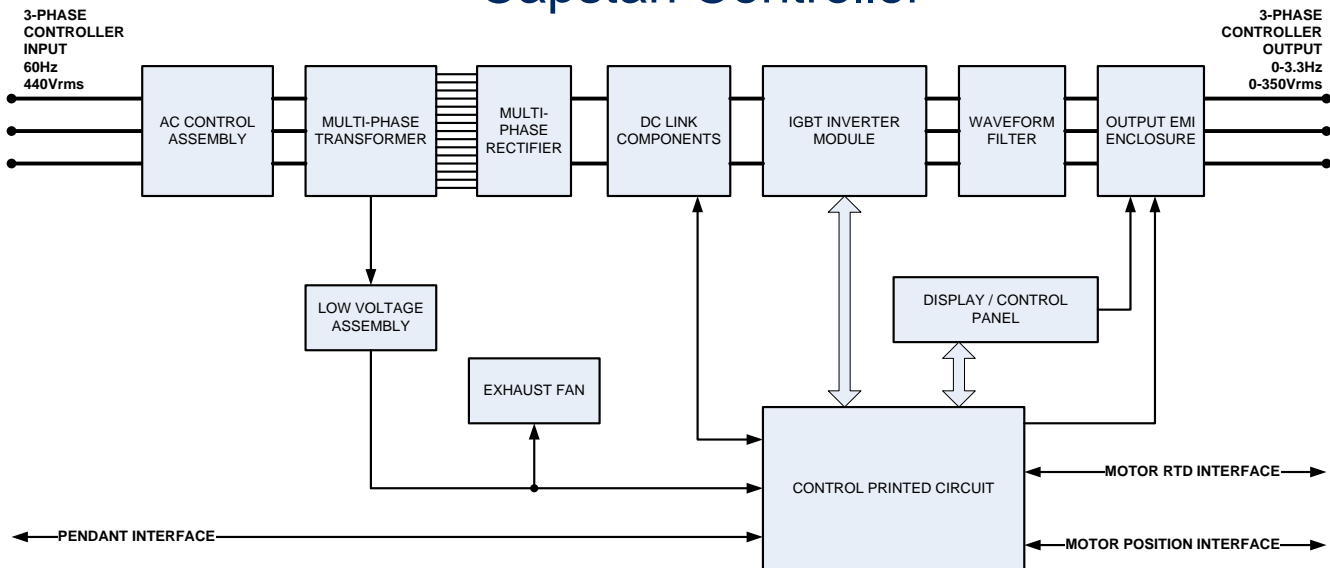 Capstan Controller
3-PHASE
CONTROLLER
INPUT
60Hz
440Vrms
3-PHASE
CONTROLLER
OUTPUT
0-3.3Hz
0-350Vrms
AC CONTROL
ASSEMBLY
MULTI-PHASE
TRANSFORMER
MULTI-
PHASE
RECTIFIER
DC LINK
COMPONENTS
IGBT INVERTER
MODULE
WAVEFORM
FILTER
OUTPUT EMI
ENCLOSURE
LOW VOLTAGE
ASSEMBLY
DISPLAY / CONTROL
PANEL
EXHAUST FAN
CONTROL PRINTED CIRCUIT
MOTOR RTD INTERFACE
PENDANT INTERFACE
MOTOR POSITION INTERFACE